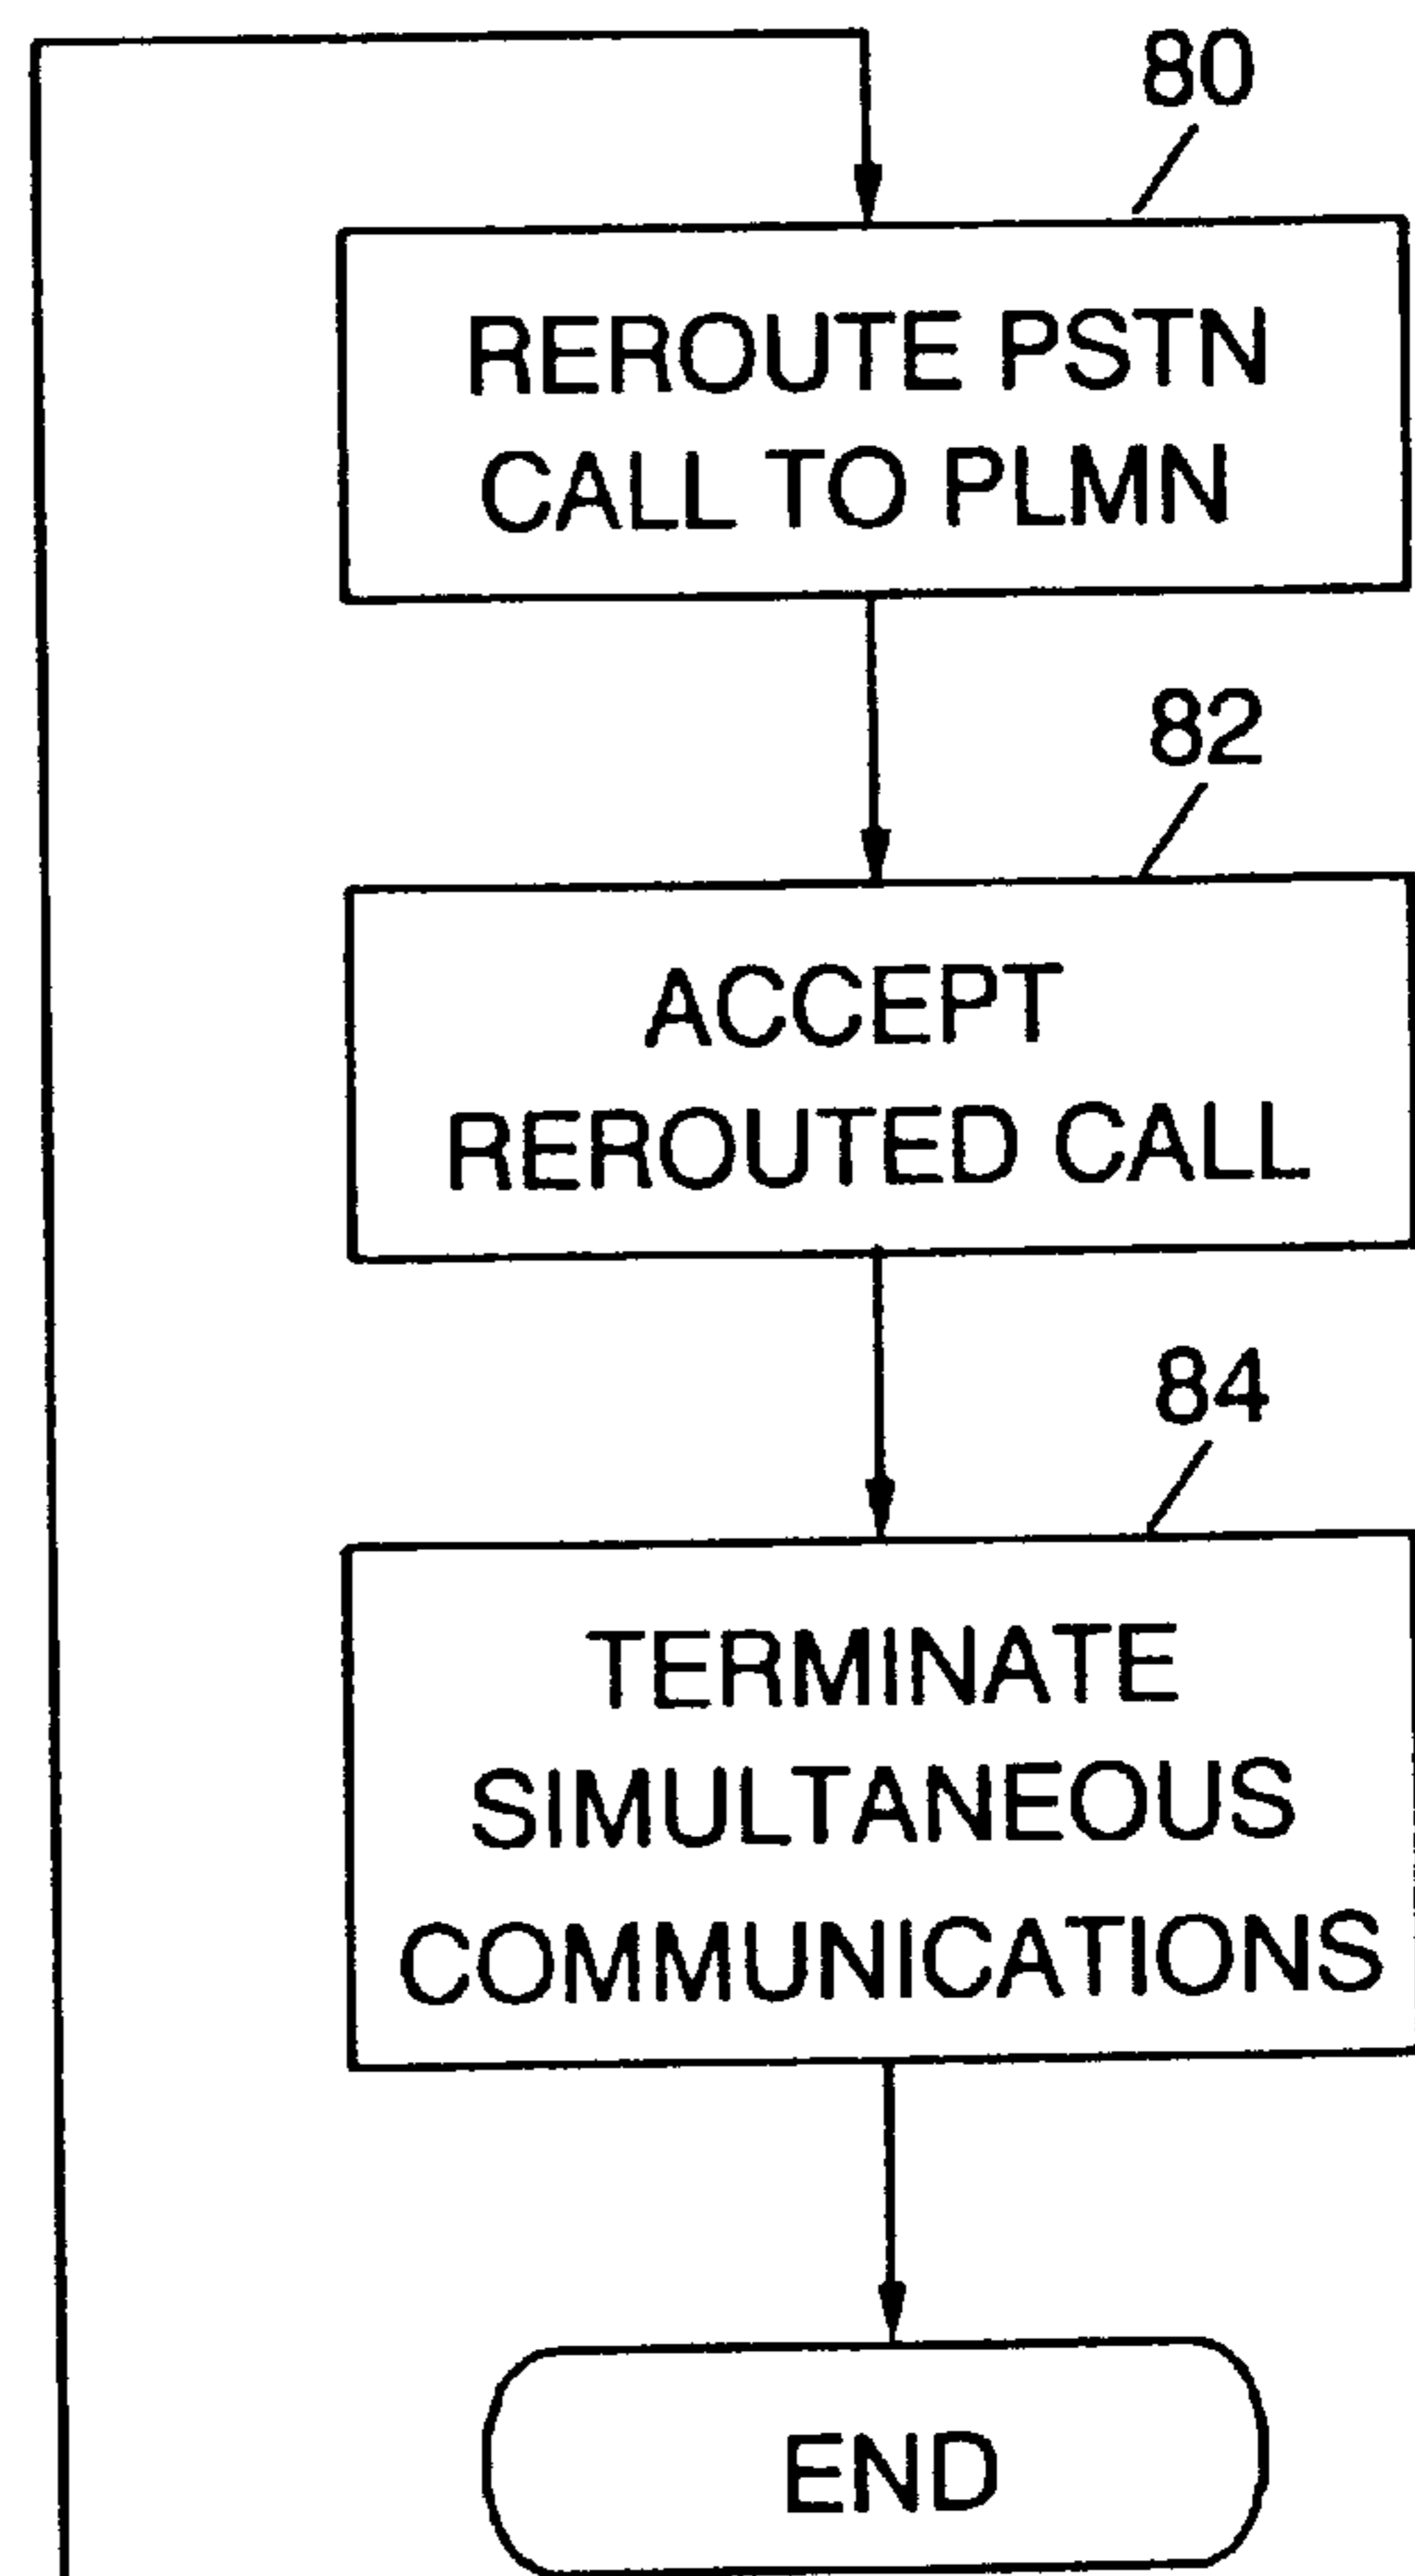 80
REROUTE PSTN
CALL TO PLMN
82
ACCEPT
REROUTED CALL
84
TERMINATE
SIMULTANEOUS
COMMUNICATIONS
END